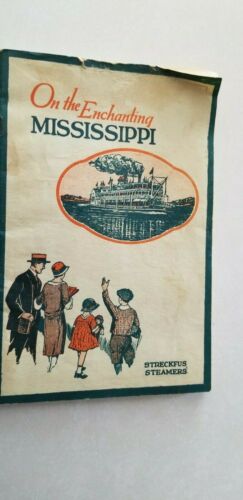 On the Enchanting
MISSISSIPPI
STRECKFUS
STEAMERS